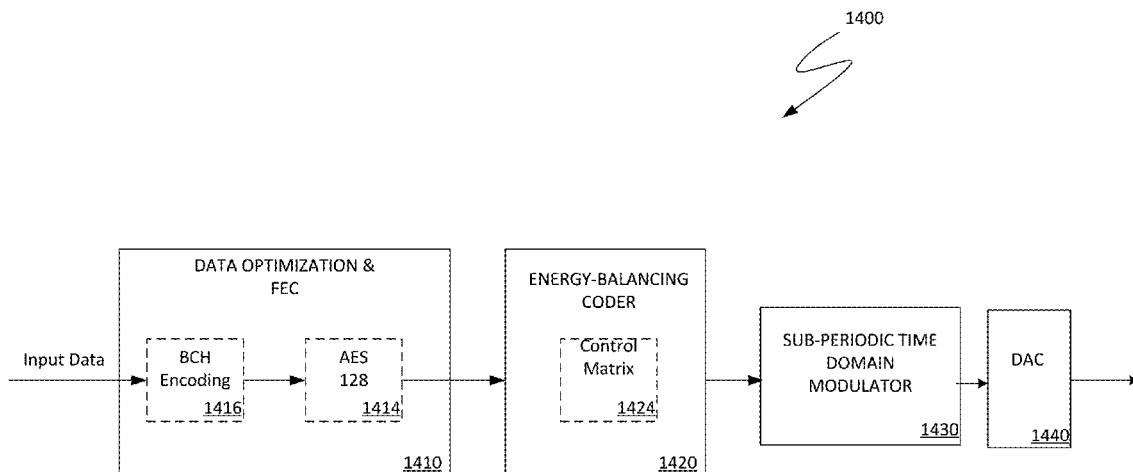 1400
DATA OPTIMIZATION &
FEC
ENERGY-BALANCING
CODER
Input Data
BCH
Encoding
1416
AES
128
1414
1410
Control
Matrix
1424
1420
SUB-PERIODIC TIME
DOMAIN
MODULATOR
1430
DAC
1440